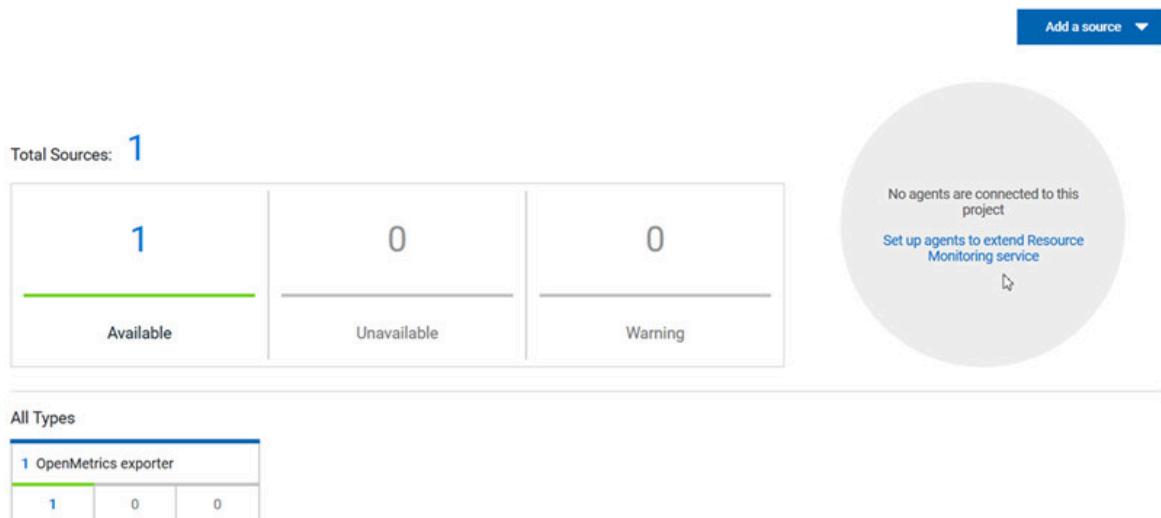 Add a source
Total Sources: 1
No agents are connected to this
project
Set up agents to extend Resource
Monitoring service
1
0
0
Available
Unavailable
Warning
All Types
1 OpenMetrics exporter
1
0
0